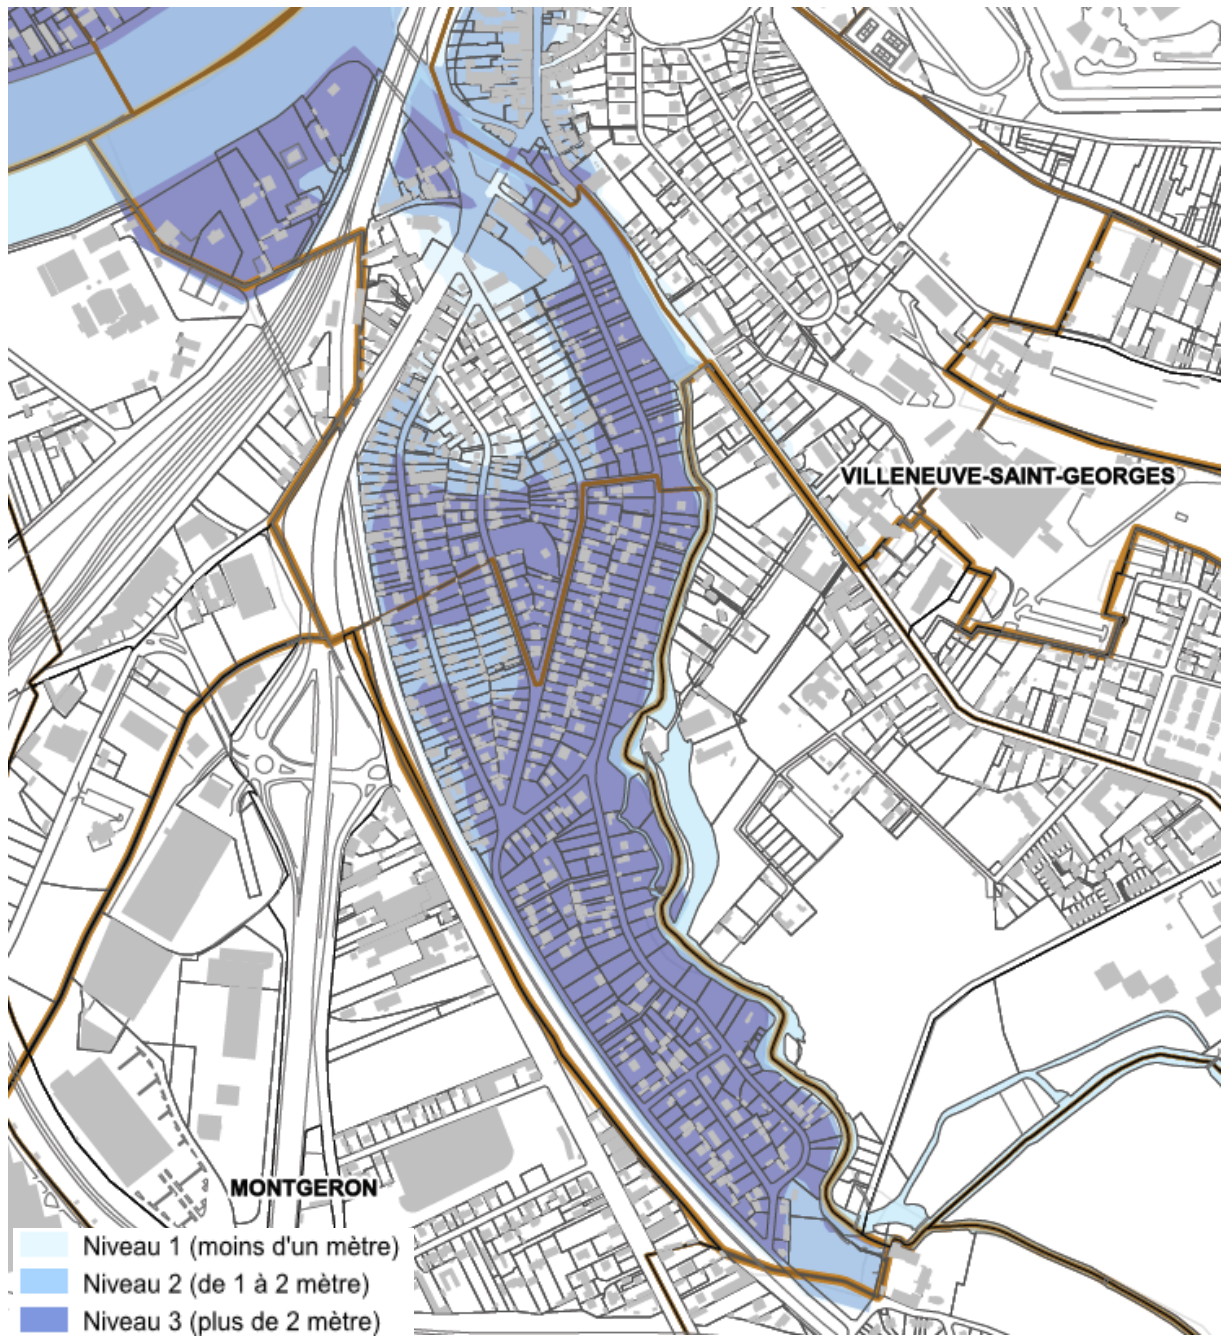 VILLENEUVE-SAINT-GEORGES
MONTGERON
Niveau 1 (moins d'un mètre)
Niveau 2 (de 1 à 2 mètre)
Niveau 3 (plus de 2 mètre)